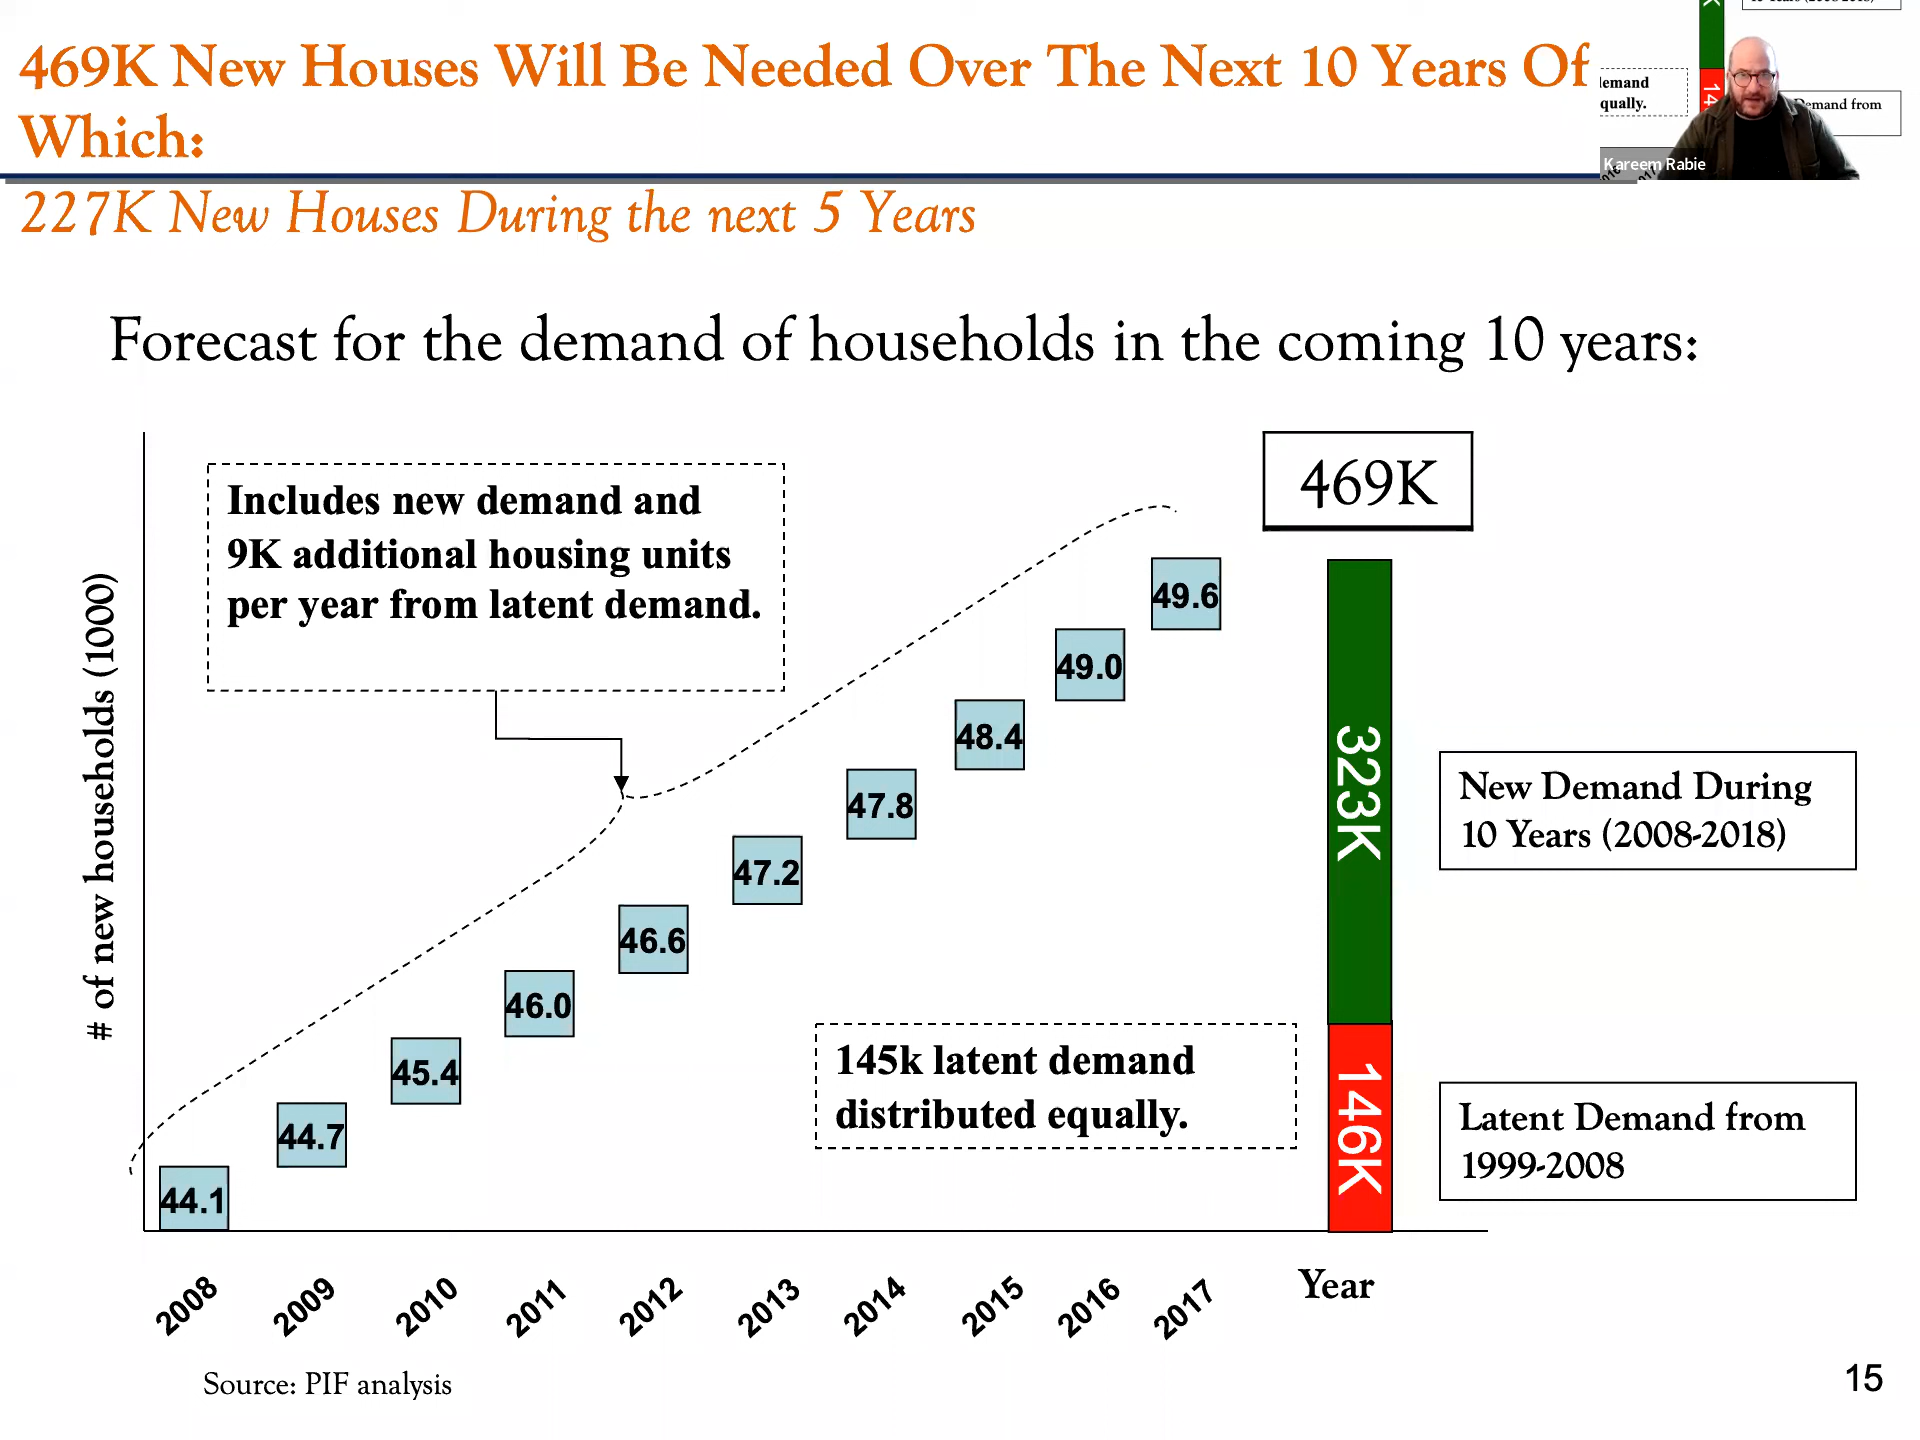 469K New Houses Will Be Needed Over The Next 10 Years Of
Which:
227K New Houses During the next 5 Years
emand
qually.
14
Demand from
Kareem Rabie
Forecast for the demand of households in the coming 10 years:
Includes new demand and
9K additional housing units
per year from latent demand.
469K
# of new households (1000)
49.6
49.0
48.4
47.8
47.2
46.6
46.0
45.4
44.7
44.1
323K
146K
New Demand During
10 Years (2008-2018)
145k latent demand
distributed equally.
Latent Demand from
1999-2008
2008
2009
2010
2011
2012
2013
2014
2015
2016
2017
Year
Source: PIF analysis
15